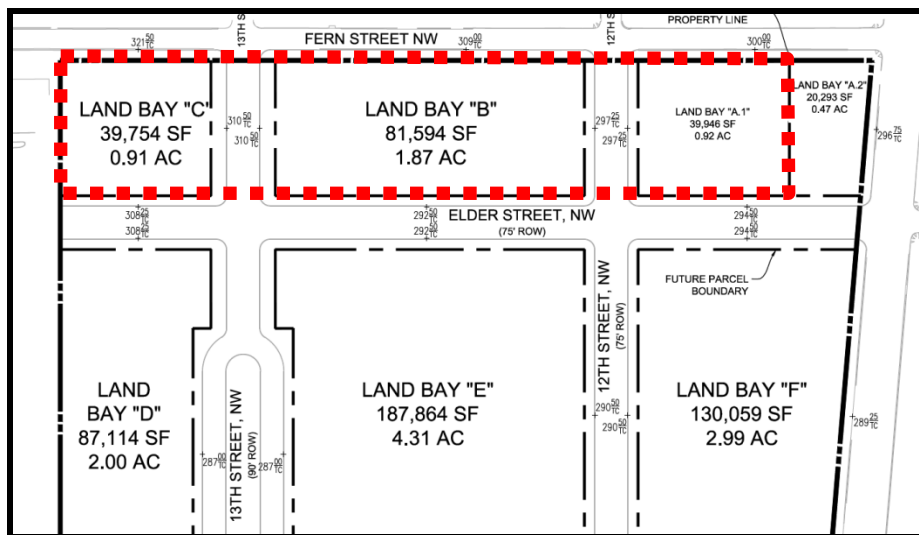 PROPERTY LINE
13TH S
12TH S
FERN STREET NW
321 50 TC
309 00 TC
300 00 TC
LAND BAY "C"
39,754 SF
0.91 AC
310 50 TC
310 50 TC
LAND BAY "B"
81,594 SF
1.87 AC
297 25 TC
297 25 TC
LAND BAY "A.1"
39,946 SF
0.92 AC
LAND BAY "A.2"
20,293 SF
0.47 AC
296 75 TC
308 25 TC
308 25 TC
292 50 TC
292 50 TC
ELDER STREET, NW
(75' ROW)
294 50 TC
294 50 TC
FUTURE PARCEL
BOUNDARY
LAND
BAY "D"
87,114 SF
2.00 AC
287 00 TC
287 00 TC
13TH STREET, NW
(90' ROW)
LAND BAY "E"
187,864 SF
4.31 AC
12TH STREET, NW
(75' ROW)
290 50 TC
290 50 TC
LAND BAY "F"
130,059 SF
2.99 AC
289 25 TC